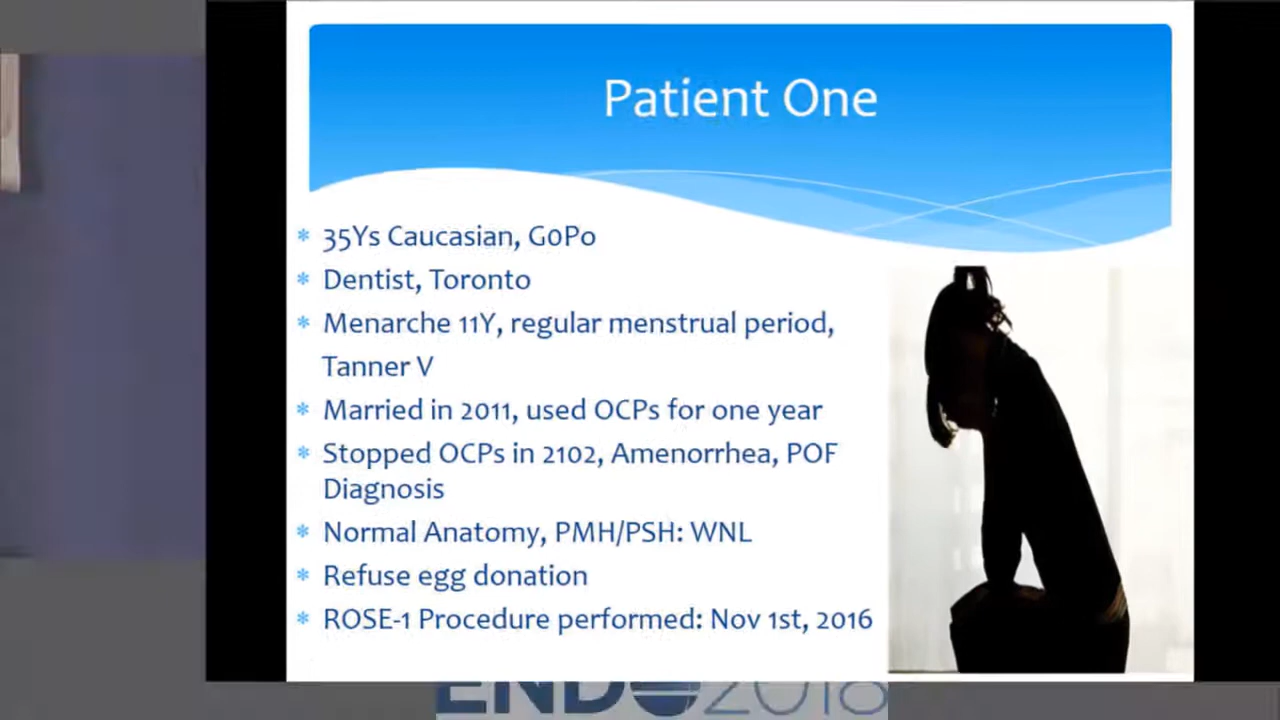 Patient One
35Ys Caucasian, G0P0
Dentist, Toronto
Menarche 11Y, regular menstrual period,
Tanner V
Married in 2011, used OCPs for one year
Stopped OCPs in 2102, Amenorrhea, POF
Diagnosis
Normal Anatomy, PMH/PSH: WNL
Refuse egg donation
ROSE-1 Procedure performed: Nov 1st, 2016
ENDO2018